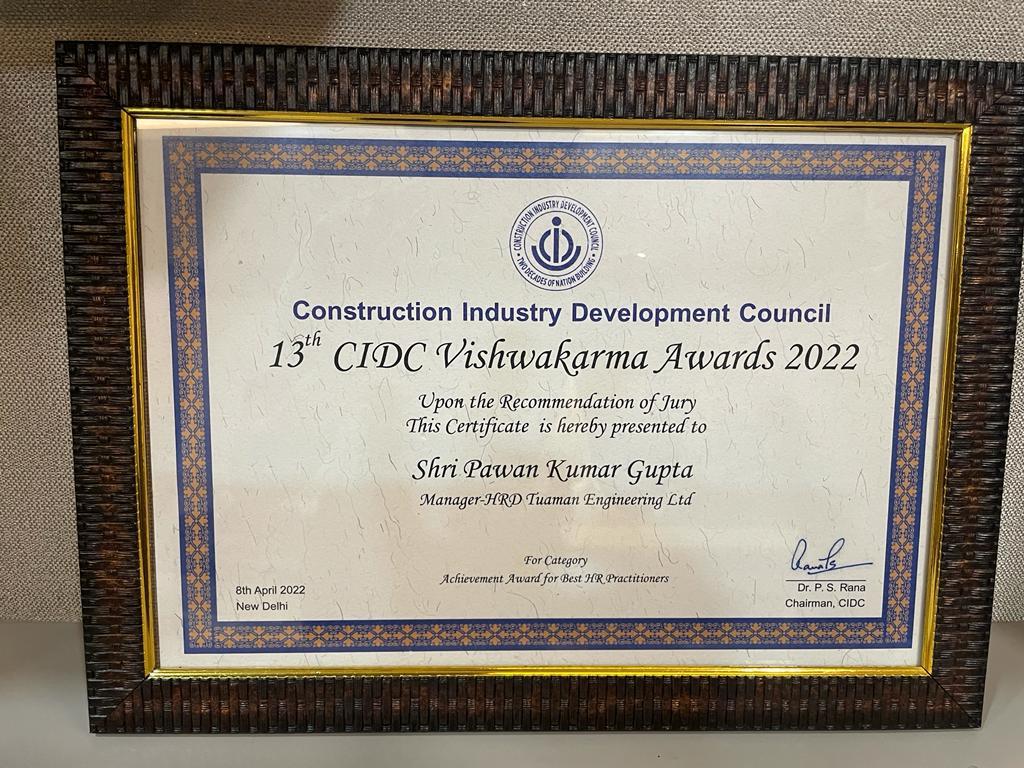 CONSTRUCTION INDUSTRY DEVELOPMENT COUNCIL
• TWO DECADES OF NATION BUILDING •
Construction Industry Development Council
13th CIDC Vishwakarma Awards 2022
Upon the Recommendation of Jury
This Certificate is hereby presented to
Shri Pawan Kumar Gupta
Manager-HRD Tuaman Engineering Ltd
For Category
Achievement Award for Best HR Practitioners
8th April 2022
New Delhi
Dr. P. S. Rana
Chairman, CIDC